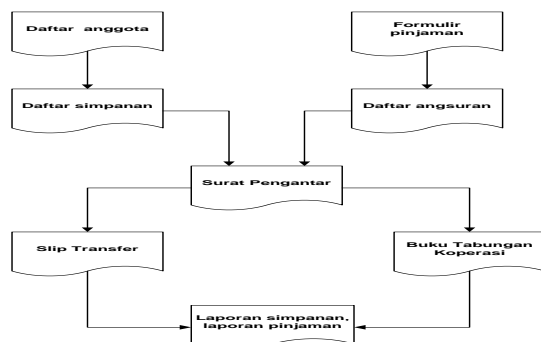 Daftar anggota
Formulir
pinjaman
Daftar simpanan
Daftar angsuran
Surat Pengantar
Slip Transfer
Buku Tabungan
Koperasi
Laporan simpanan,
laporan pinjaman